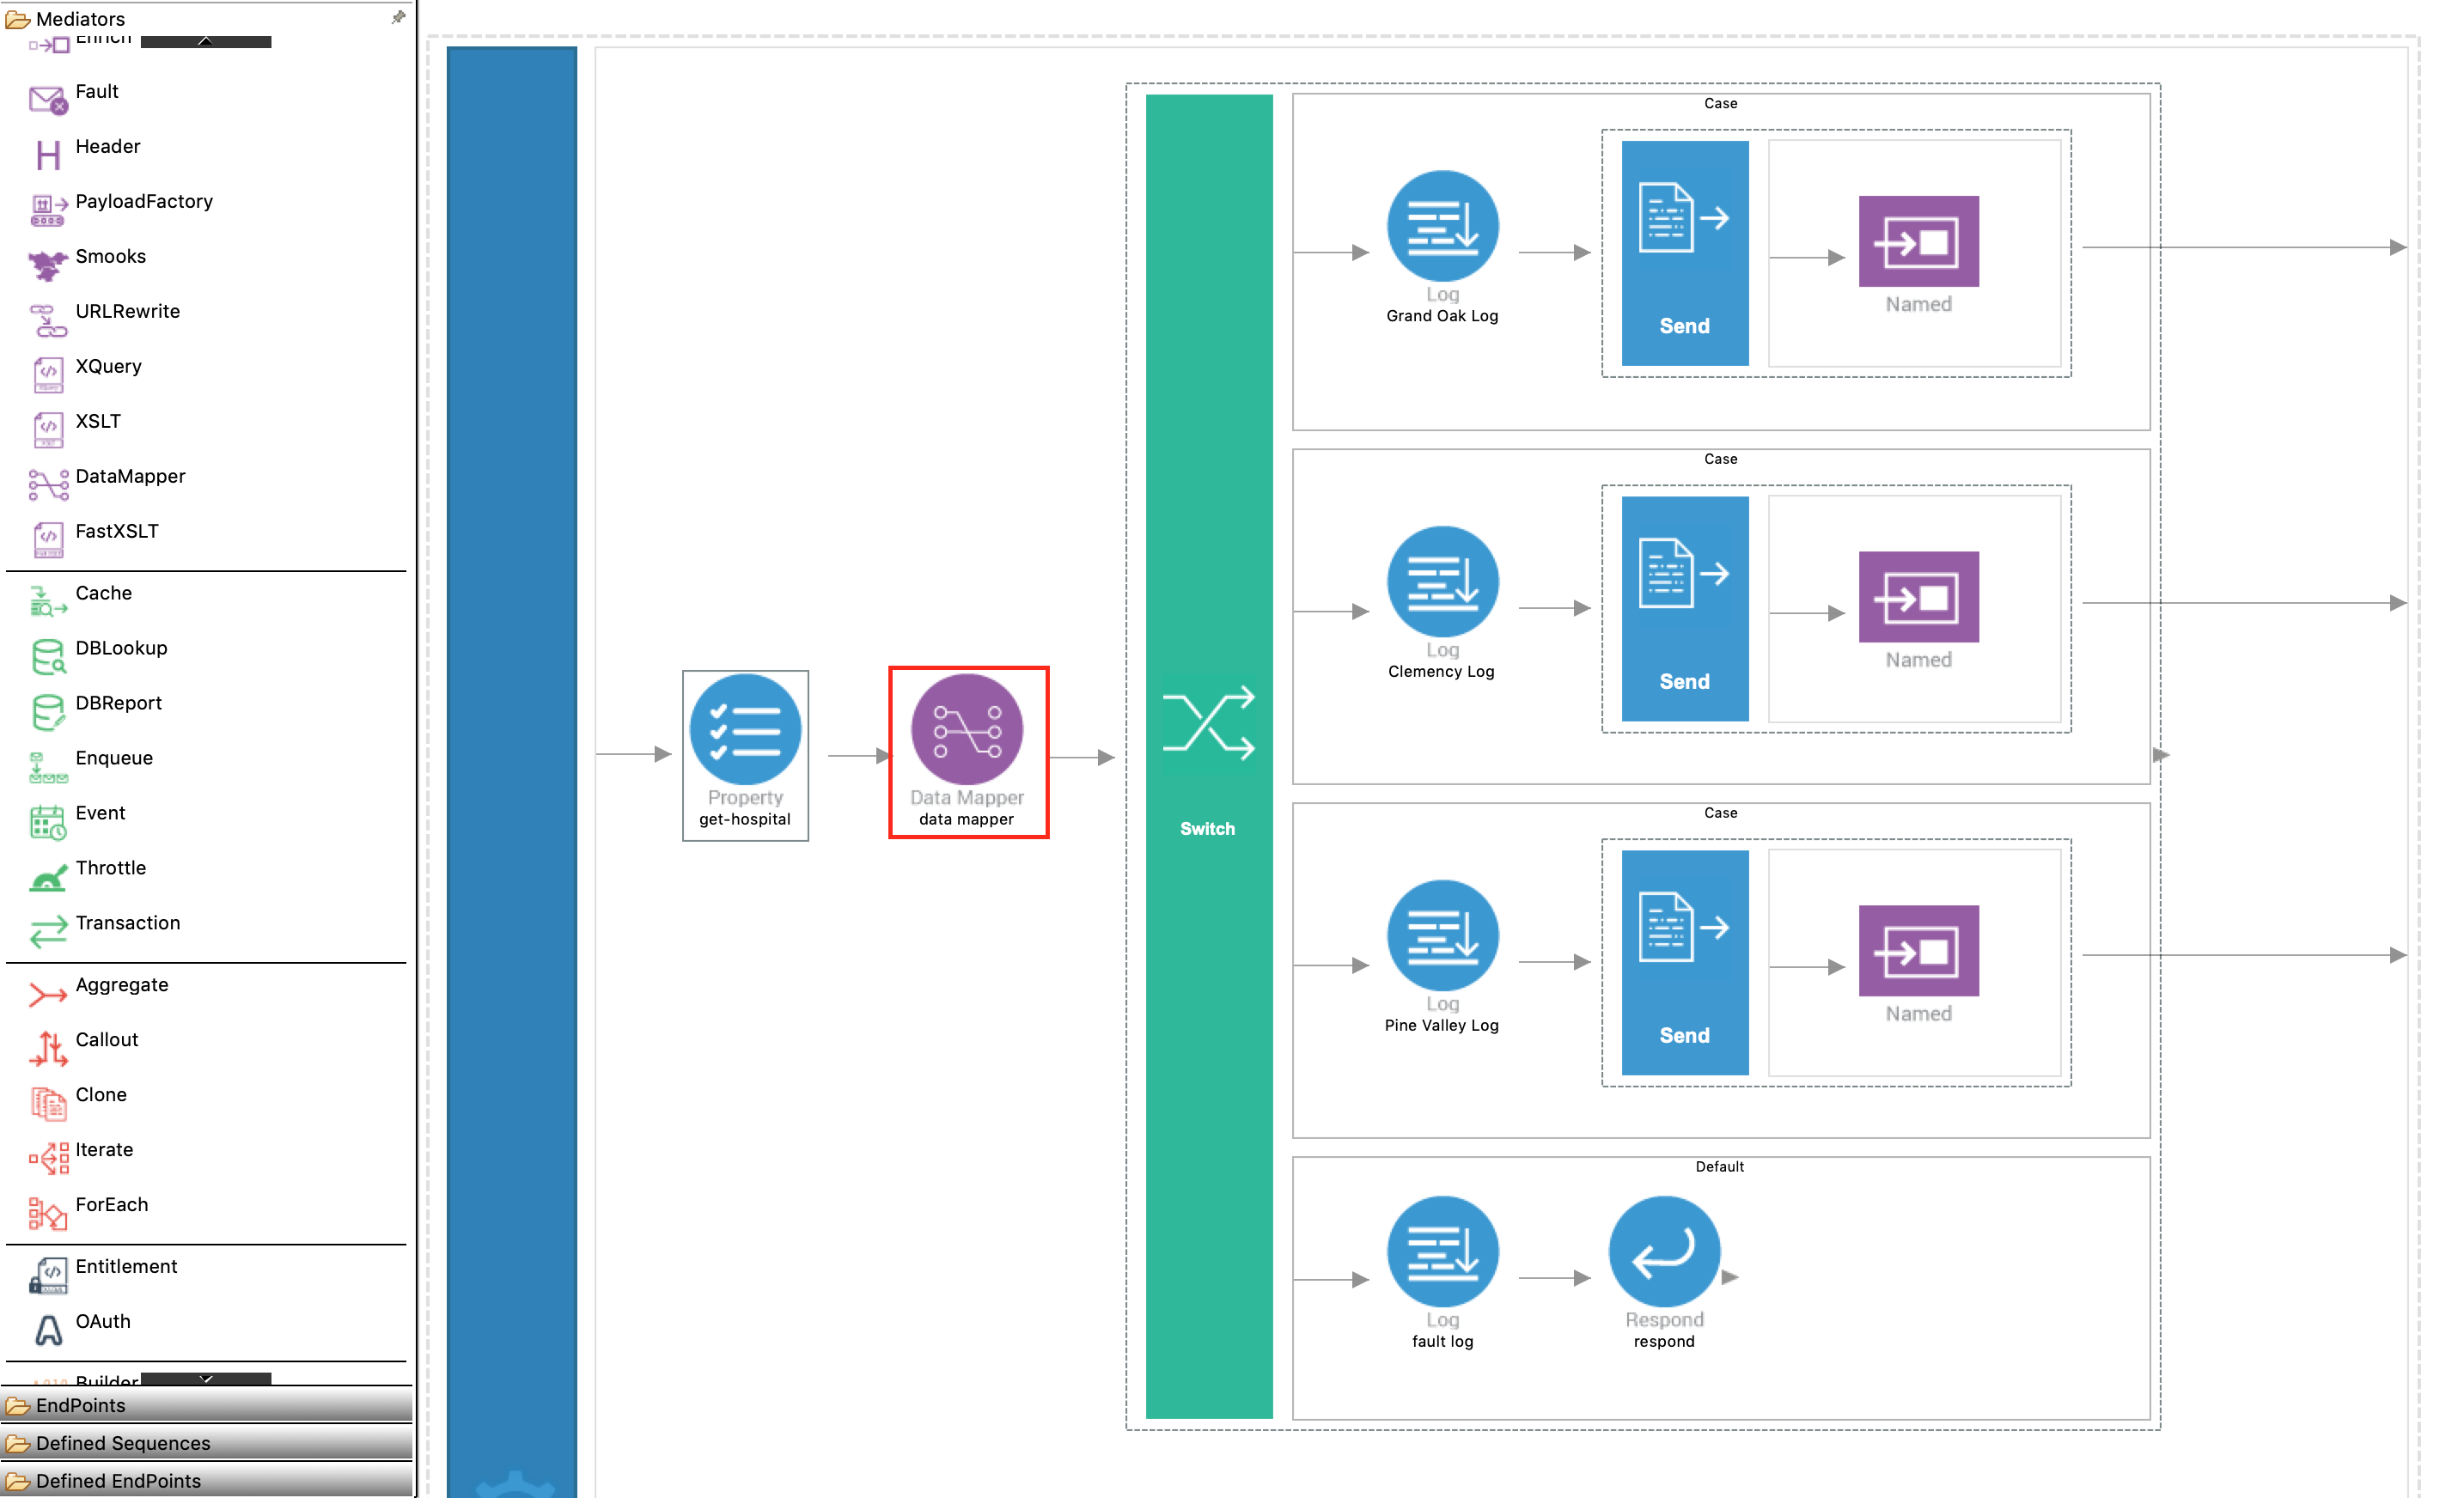 Mediators
Enrich
Fault
Header
PayloadFactory
Smooks
URLRewrite
XQuery
XSLT
DataMapper
FastXSLT
Cache
DBLookup
DBReport
Enqueue
Event
Throttle
Transaction
Aggregate
Callout
Clone
Iterate
ForEach
Entitlement
OAuth
Builder
EndPoints
Defined Sequences
Defined EndPoints
Property
get-hospital
Data Mapper
data mapper
Switch
Case
Log
Grand Oak Log
Send
Named
Case
Log
Clemency Log
Send
Named
Case
Log
Pine Valley Log
Send
Named
Default
Log
fault log
Respond
respond